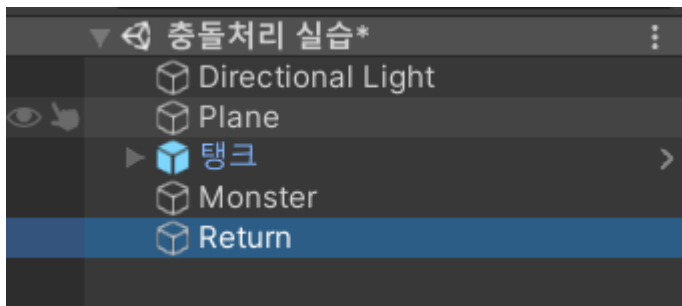 충돌처리 실습*
Directional Light
Plane
탱크
Monster
Return